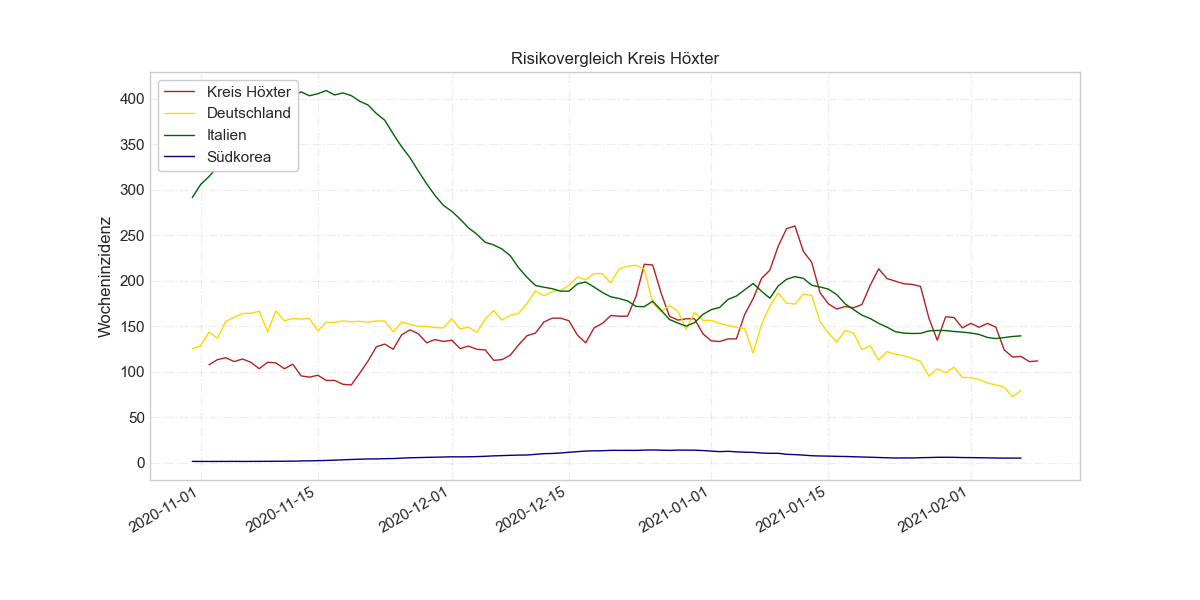 Risikovergleich Kreis Höxter
Kreis Höxter
Deutschland
Italien
Südkorea
Wocheninzidenz
400
350
300
250
200
150
100
50
0
2020-11-01
2020-11-15
2020-12-01
2020-12-15
2021-01-01
2021-01-15
2021-02-01